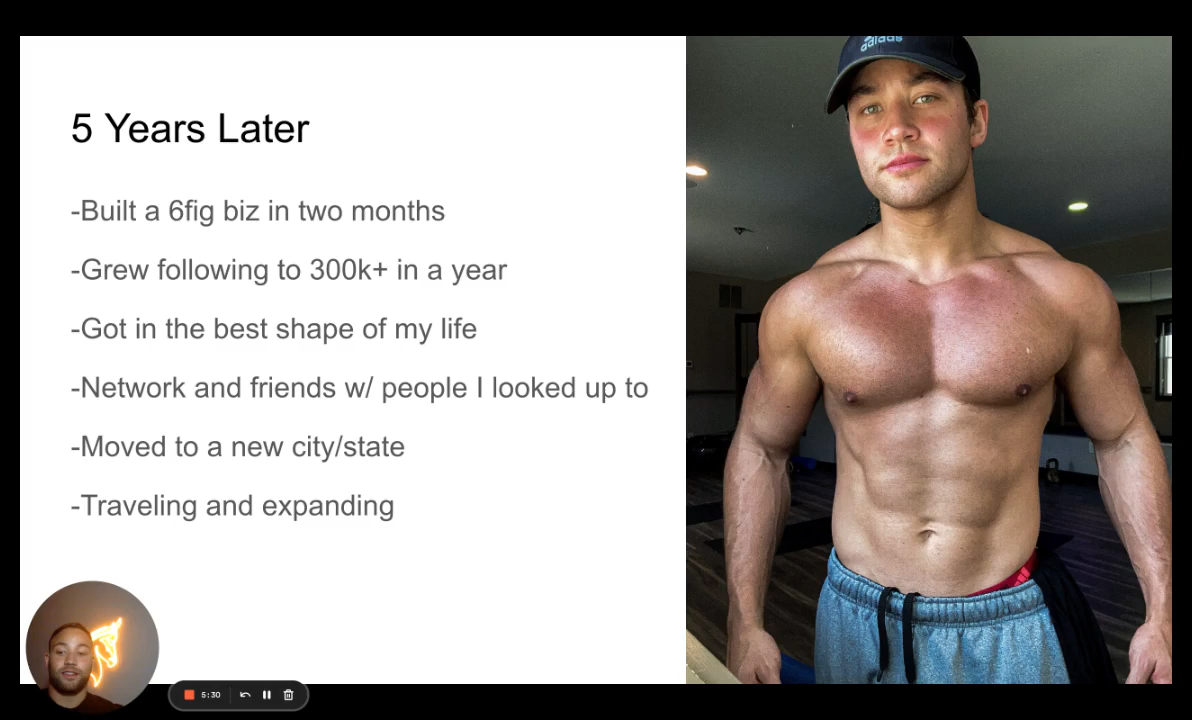 adidas
5 Years Later
-Built a 6fig biz in two months
-Grew following to 300k+ in a year
-Got in the best shape of my life
-Network and friends w/ people I looked up to
-Moved to a new city/state
-Traveling and expanding
5:30